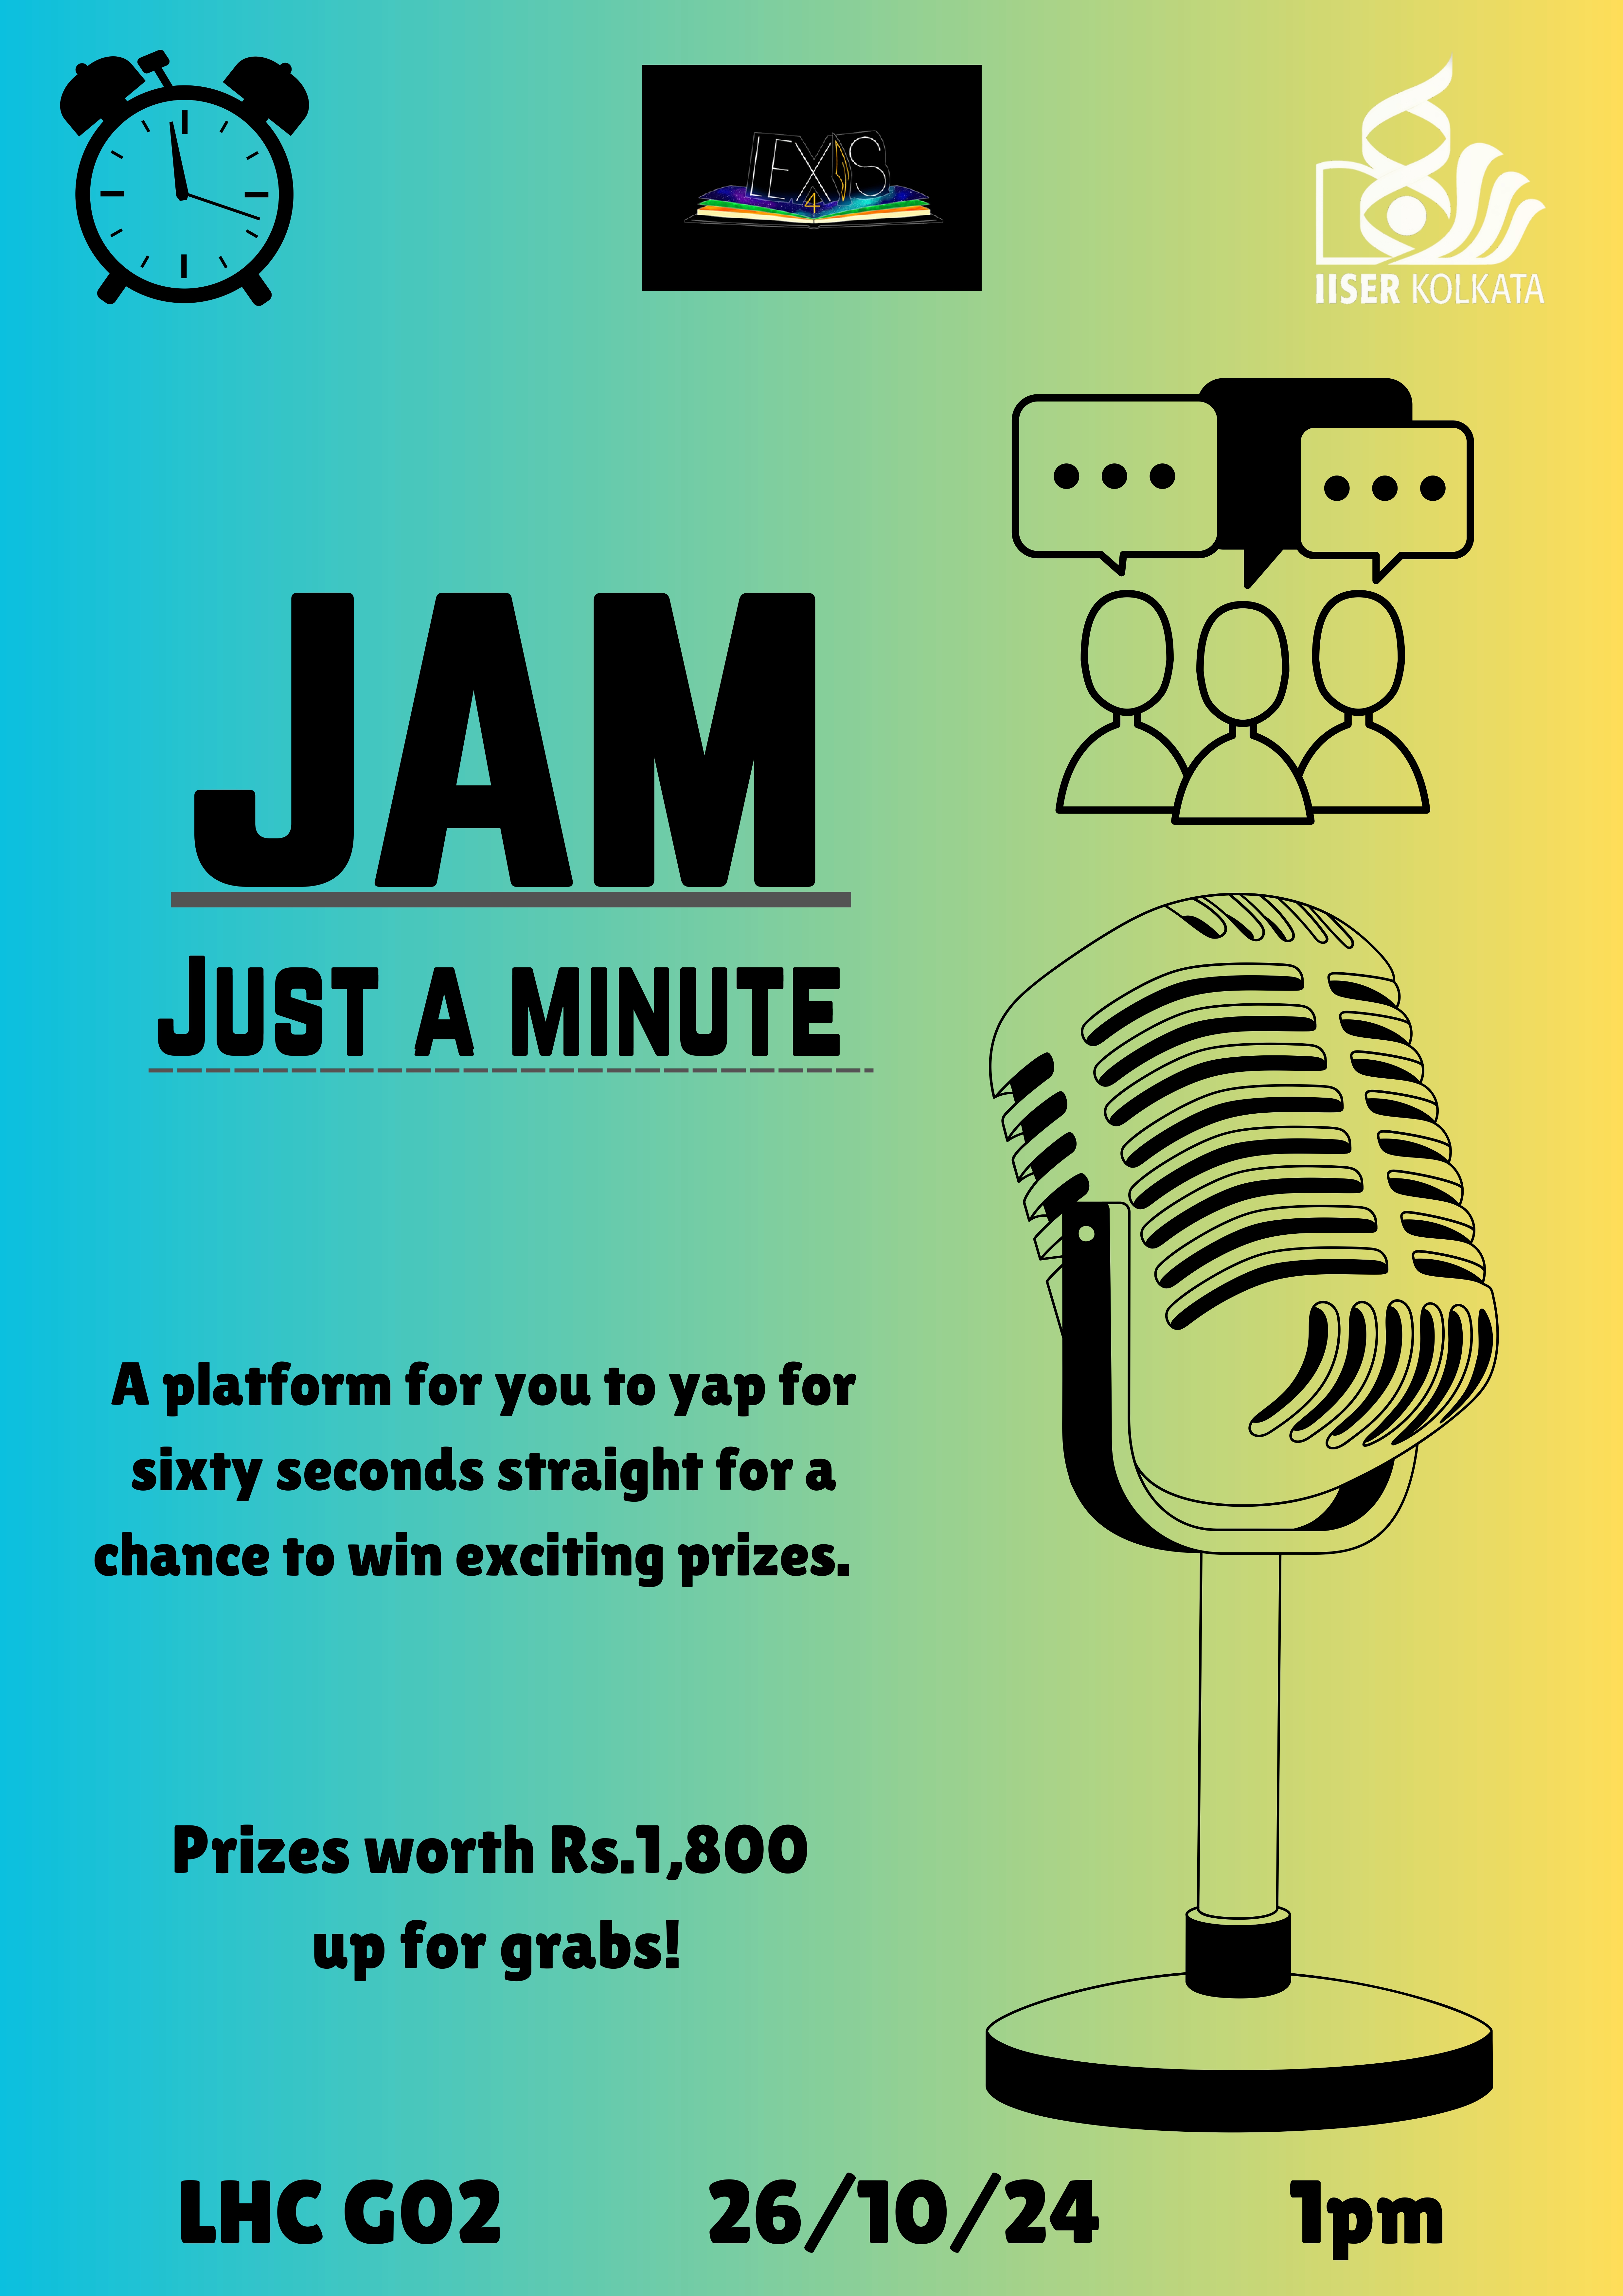 LEXIS
4
IISER KOLKATA
JAM
JUST A MINUTE
A platform for you to yap for
sixty seconds straight for a
chance to win exciting prizes.
Prizes worth Rs.1,800
up for grabs!
LHC G02 26/10/24 1pm